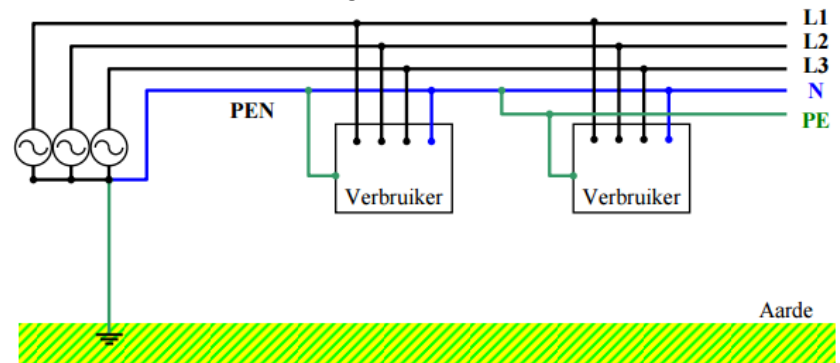 L1
L2
L3
N
PEN
PE
Verbruiker
Verbruiker
Aarde